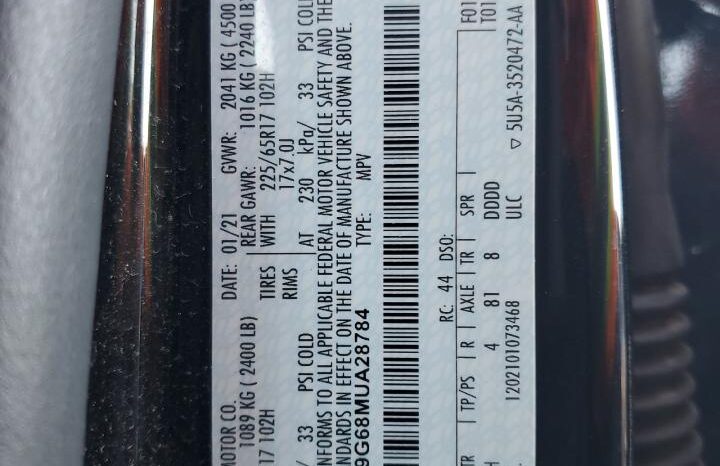 MOTOR CO. DATE: 01/21 GVWR: 2041 KG ( 4500
1089 KG ( 2400 LB) REAR GAWR: 1016 KG ( 2240 LB)
17 102H TIRES WITH 225/65R17 102H
RIMS 17x7.0J
/ 33 PSI COLD AT 230 kPa/ 33 PSI COLD
NFORMS TO ALL APPLICABLE FEDERAL MOTOR VEHICLE SAFETY AND THE
NDARDS IN EFFECT ON THE DATE OF MANUFACTURE SHOWN ABOVE.
9G68MUA28784 TYPE: MPV
RC: 44 DSO: F01
TR TP/PS R AXLE TR SPR T01
H 4 81 8 DDDD
1202101073468 ULC ▽ 5U5A-3520472-AA